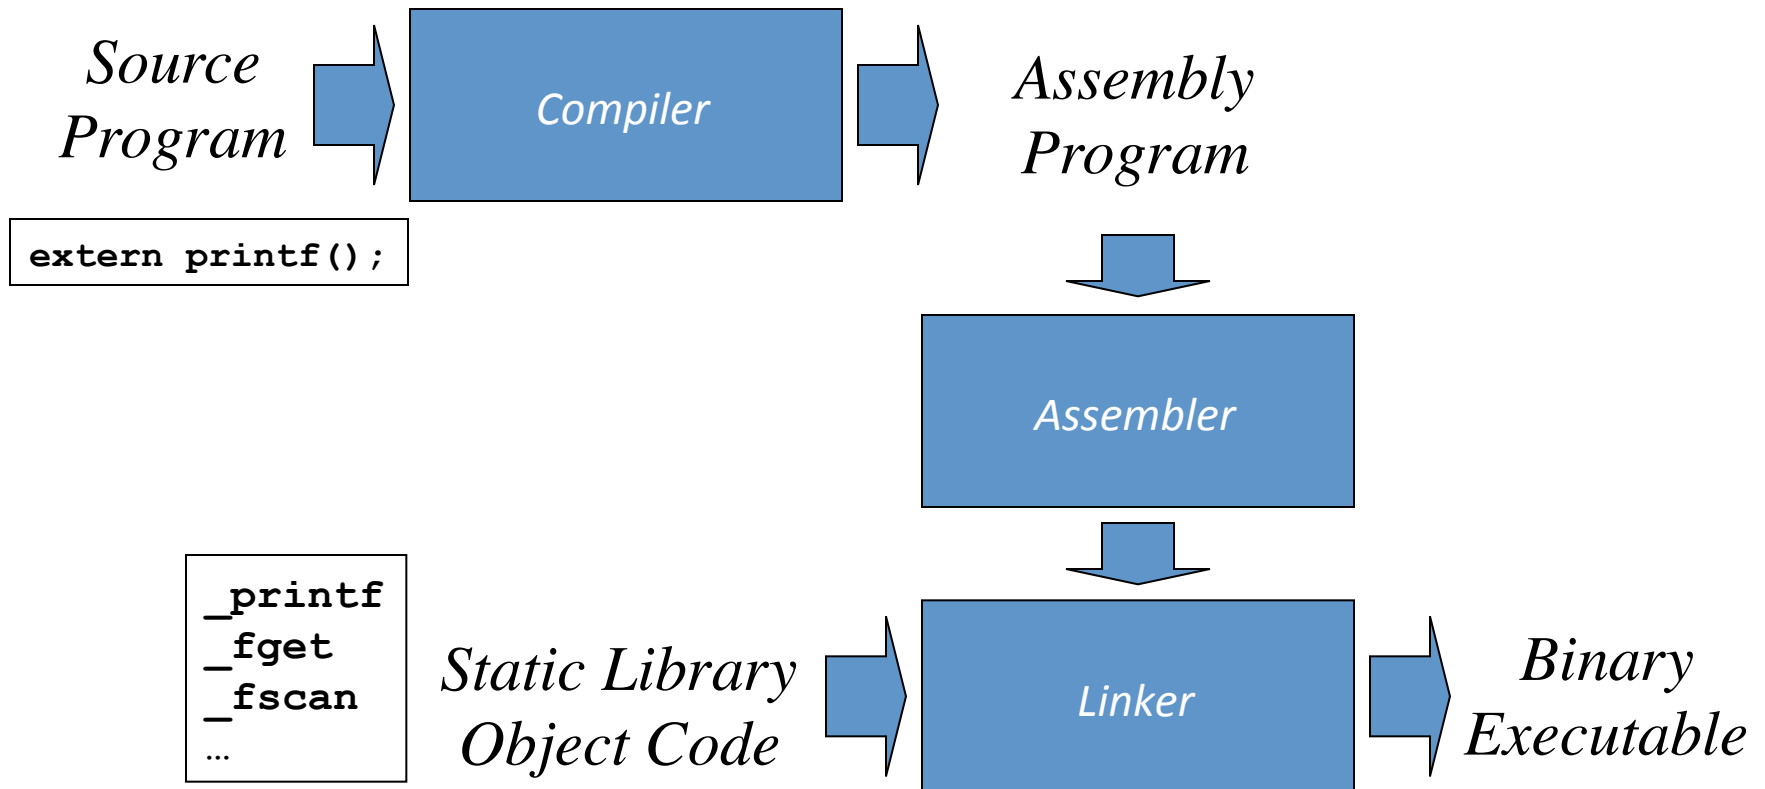 Source
Program
Compiler
Assembly
Program
extern printf();
Assembler
_printf
_fget
_fscan
...
Static Library
Object Code
Linker
Binary
Executable